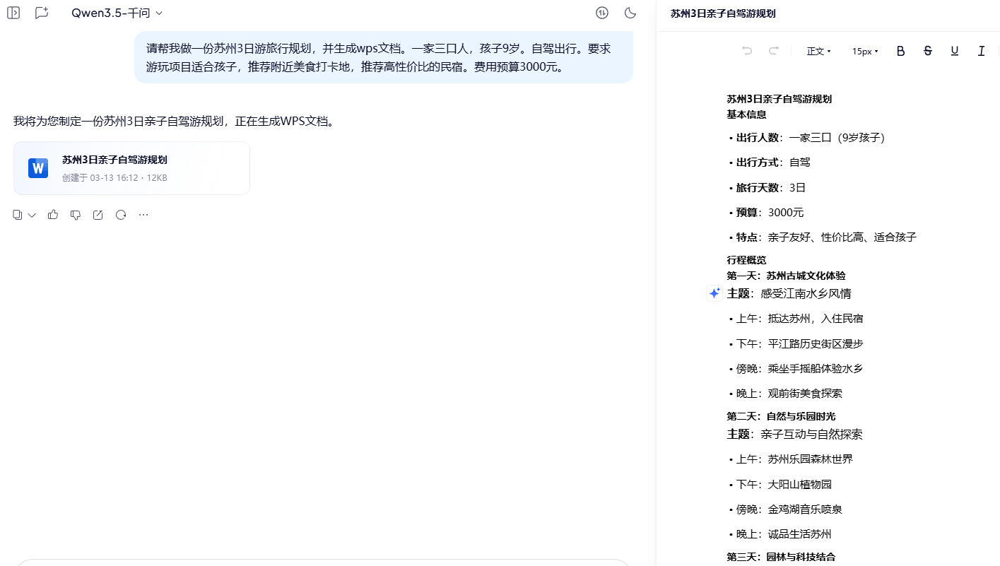 Qwen3.5-千问
请帮我做一份苏州3日游旅行规划，并生成wps文档。一家三口人，孩子9岁。自驾出行。要求
游玩项目适合孩子，推荐附近美食打卡地，推荐高性价比的民宿。费用预算3000元。
我将为您制定一份苏州3日亲子自驾游规划，正在生成WPS文档。
W
苏州3日亲子自驾游规划
创建于 03-13 16:12 · 12KB
苏州3日亲子自驾游规划
正文
15px
B S U I
苏州3日亲子自驾游规划
基本信息
▪ 出行人数：一家三口（9岁孩子）
▪ 出行方式：自驾
▪ 旅行天数：3日
▪ 预算：3000元
▪ 特点：亲子友好、性价比高、适合孩子
行程概览
第一天：苏州古城文化体验
主题：感受江南水乡风情
▪ 上午：抵达苏州，入住民宿
▪ 下午：平江路历史街区漫步
▪ 傍晚：乘坐手摇船体验水乡
▪ 晚上：观前街美食探索
第二天：自然与乐园时光
主题：亲子互动与自然探索
▪ 上午：苏州乐园森林世界
▪ 下午：大阳山植物园
▪ 傍晚：金鸡湖音乐喷泉
▪ 晚上：诚品生活苏州
第三天：园林与科技结合